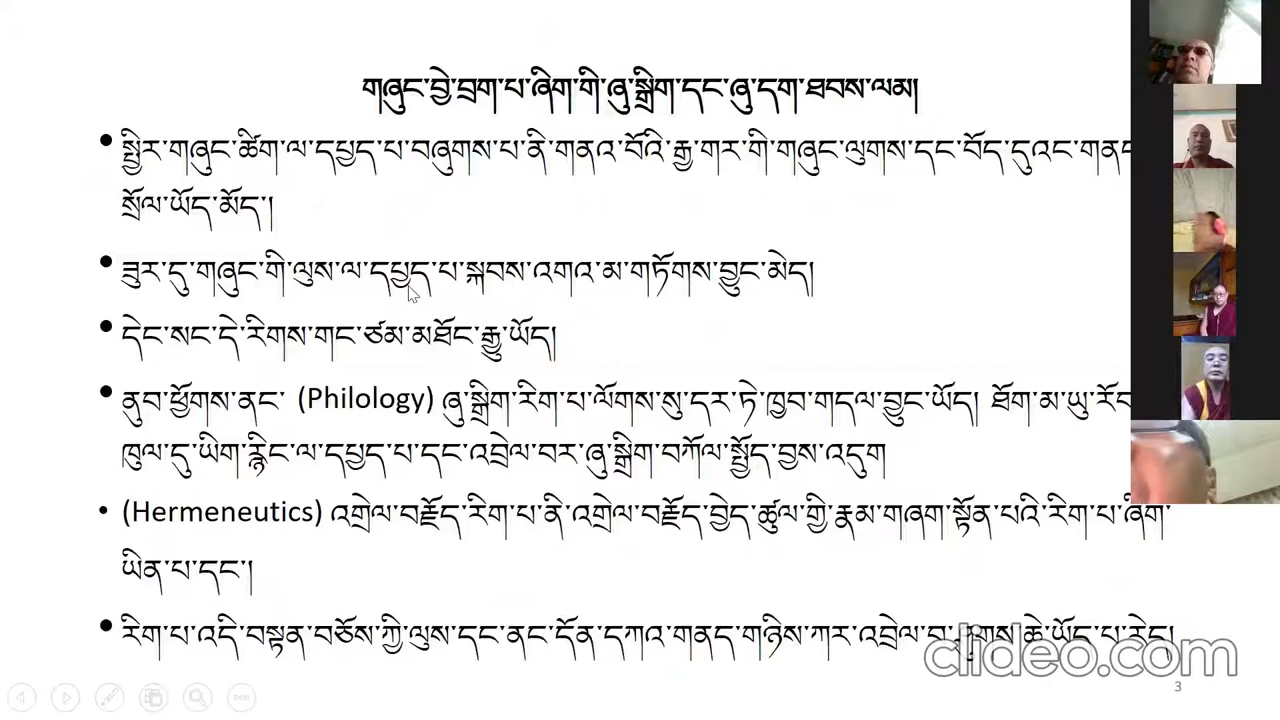 གཞུང་བྱེ་བྲག་པ་ཞིག་གི་ཞུ་སྒྲིག་དང་ཞུ་དག་ཐབས་ལམ།
• སྤྱིར་གཞུང་ཚིག་ལ་དཔྱད་པ་བཞུགས་པ་ནི་གནའ་བོའི་རྒྱ་གར་གི་གཞུང་ལུགས་དང་བོད་དུའང་
སྲོལ་ཡོད་མོད་།
• ཟུར་དུ་གཞུང་གི་ལུས་ལ་དཔྱད་པ་སྐབས་འགའ་མ་གཏོགས་བྱུང་མེད།
• དེང་སང་དེ་རིགས་གང་ཙམ་མཐོང་རྒྱུ་ཡོད།
• ནུབ་ཕྱོགས་ནང་ (Philology) ཞུ་སྒྲིག་རིག་པ་ལོགས་སུ་དར་ཏེ་ཁྱབ་གདལ་བྱུང་ཡོད། ཐོག་མ་ཡུ་རོབ
ཁུལ་དུ་ཡིག་རྙིང་ལ་དཔྱད་པ་དང་འབྲེལ་བར་ཞུ་སྒྲིག་བཀོལ་སྤྱོད་བྱས་འདུག
• (Hermeneutics) འགྲེལ་བརྗོད་རིག་པ་ནི་འགྲེལ་བརྗོད་བྱེད་ཚུལ་གྱི་རྣམ་གཞག་སྟོན་པའི་རིག་པ་ཞིག་
ཡིན་པ་དང་།
• རིག་པ་འདི་བསྟན་བཅོས་ཀྱི་ལུས་དང་ནང་དོན་དཀའ་གནད་གཉིས་ཀར་འབྲེལ་བ་ཤུགས་ཆེ་ཡོད་པ་རེད།
clideo.com
3